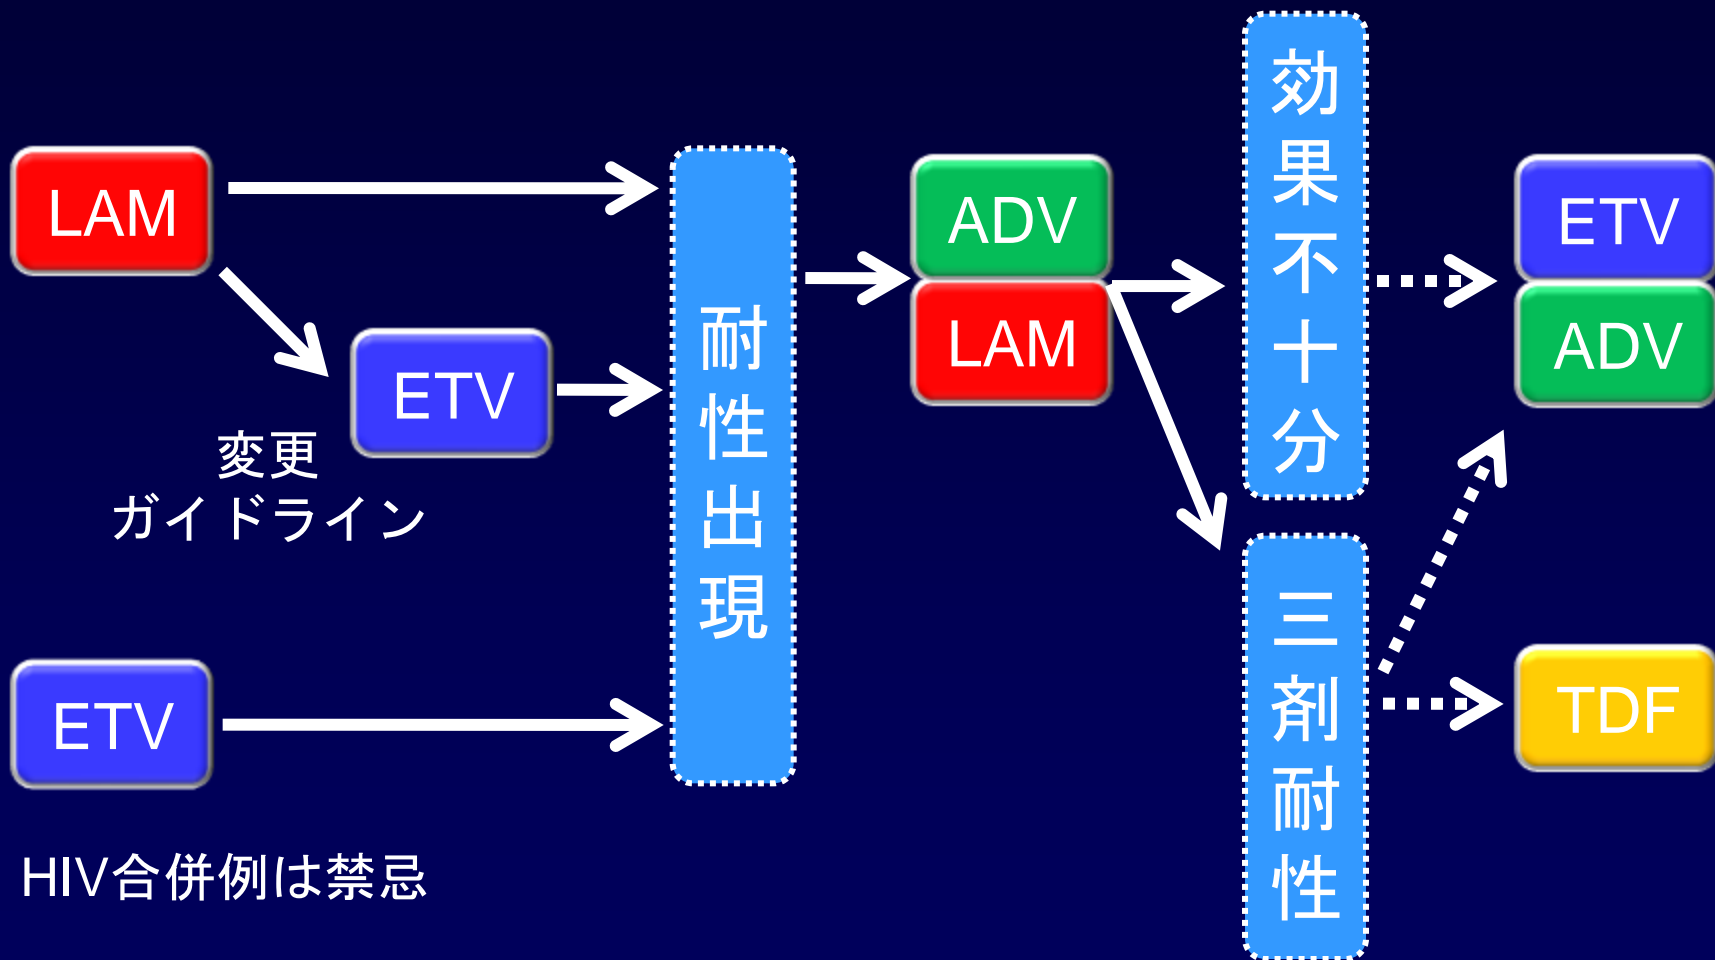 LAM
ETV
変更
ガイドライン
ETV
HIV合併例は禁忌
耐性出現
ADV
LAM
効果不十分
三剤耐性
ETV
ADV
TDF